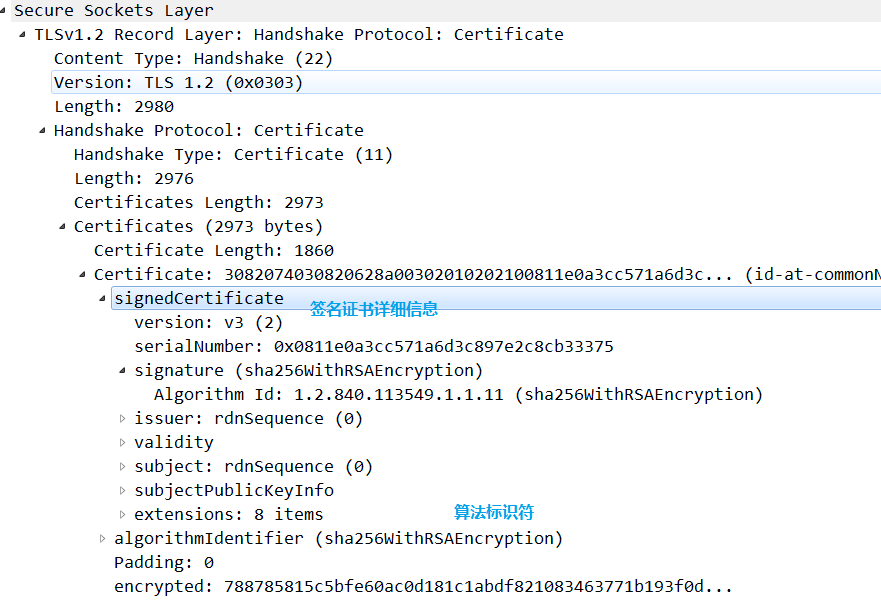 Secure Sockets Layer
TLSv1.2 Record Layer: Handshake Protocol: Certificate
Content Type: Handshake (22)
Version: TLS 1.2 (0x0303)
Length: 2980
Handshake Protocol: Certificate
Handshake Type: Certificate (11)
Length: 2976
Certificates Length: 2973
Certificates (2973 bytes)
Certificate Length: 1860
Certificate: 3082074030820628a00302010202100811e0a3cc571a6d3c... (id-at-commonN
signedCertificate
签名证书详细信息
version: v3 (2)
serialNumber: 0x0811e0a3cc571a6d3c897e2c8cb33375
signature (sha256WithRSAEncryption)
Algorithm Id: 1.2.840.113549.1.1.11 (sha256WithRSAEncryption)
issuer: rdnSequence (0)
validity
subject: rdnSequence (0)
subjectPublicKeyInfo
extensions: 8 items
算法标识符
algorithmIdentifier (sha256WithRSAEncryption)
Padding: 0
encrypted: 788785815c5bfe60ac0d181c1abdf821083463771b193f0d...